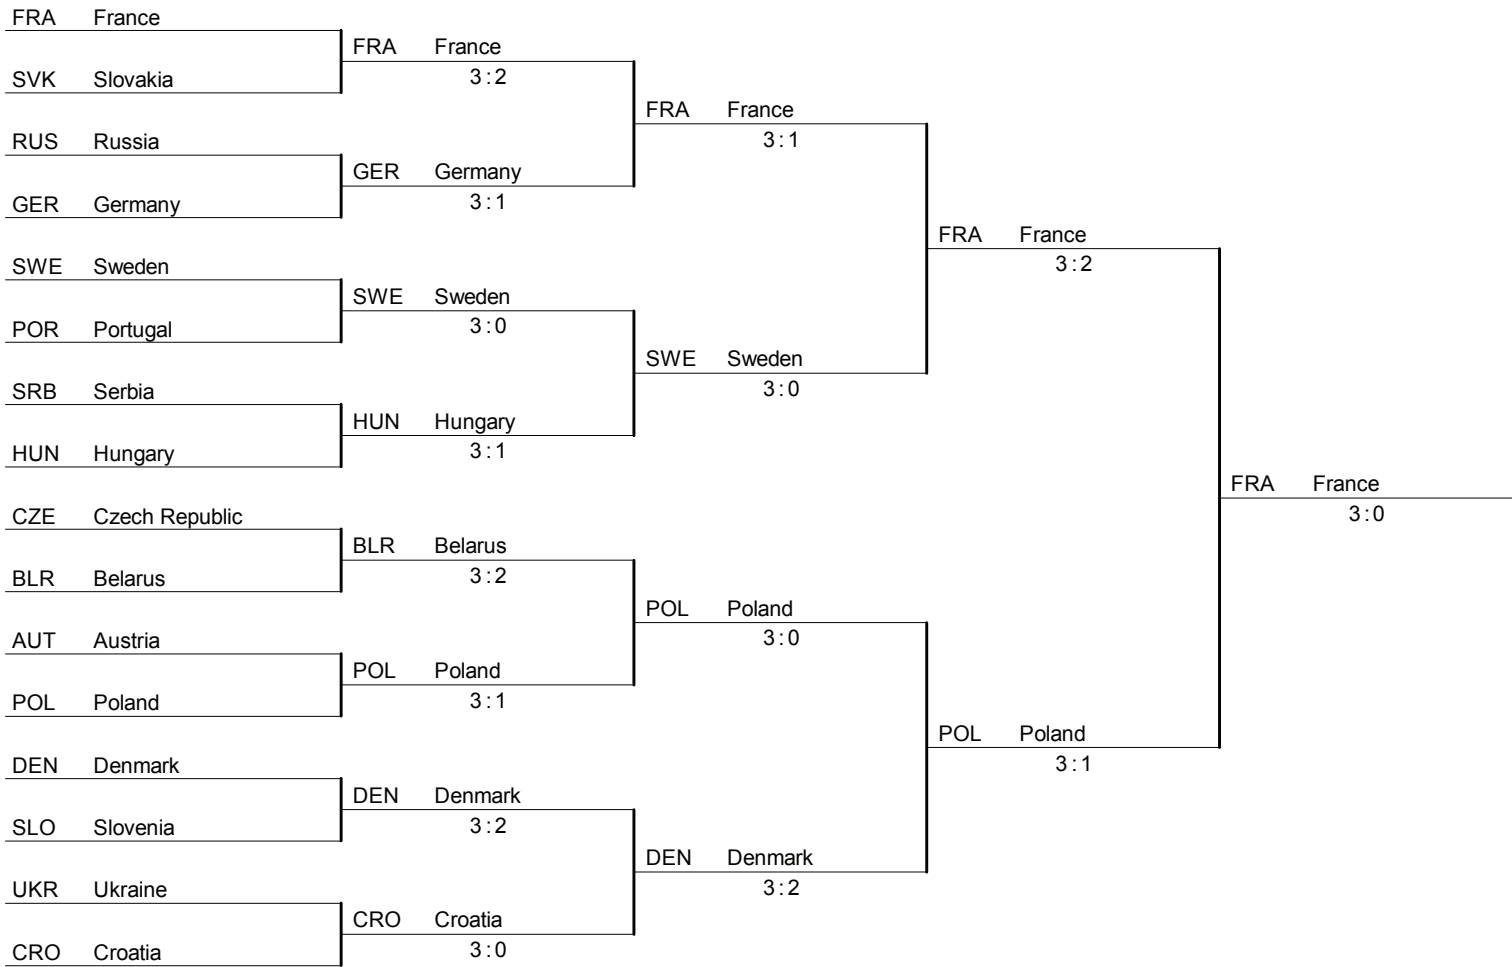 FRA France
SVK Slovakia
RUS Russia
GER Germany
SWE Sweden
POR Portugal
SRB Serbia
HUN Hungary
CZE Czech Republic
BLR Belarus
AUT Austria
POL Poland
DEN Denmark
SLO Slovenia
UKR Ukraine
CRO Croatia
FRA France
3 : 2
GER Germany
3 : 1
SWE Sweden
3 : 0
HUN Hungary
3 : 1
BLR Belarus
3 : 2
POL Poland
3 : 1
DEN Denmark
3 : 2
CRO Croatia
3 : 0
FRA France
3 : 1
SWE Sweden
3 : 0
POL Poland
3 : 0
DEN Denmark
3 : 2
FRA France
3 : 2
POL Poland
3 : 1
FRA France
3 : 0